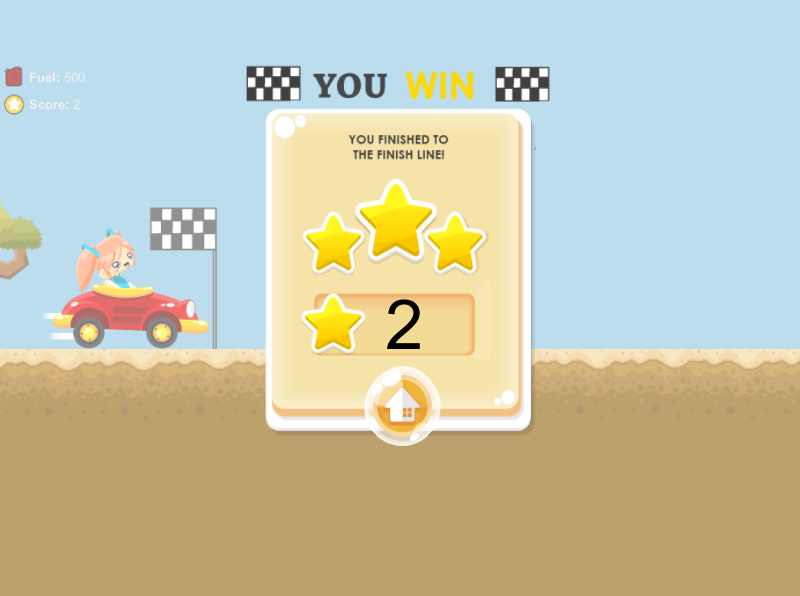 YOU WIN
Fuel: 500
Score: 2
YOU FINISHED TO
THE FINISH LINE!
2